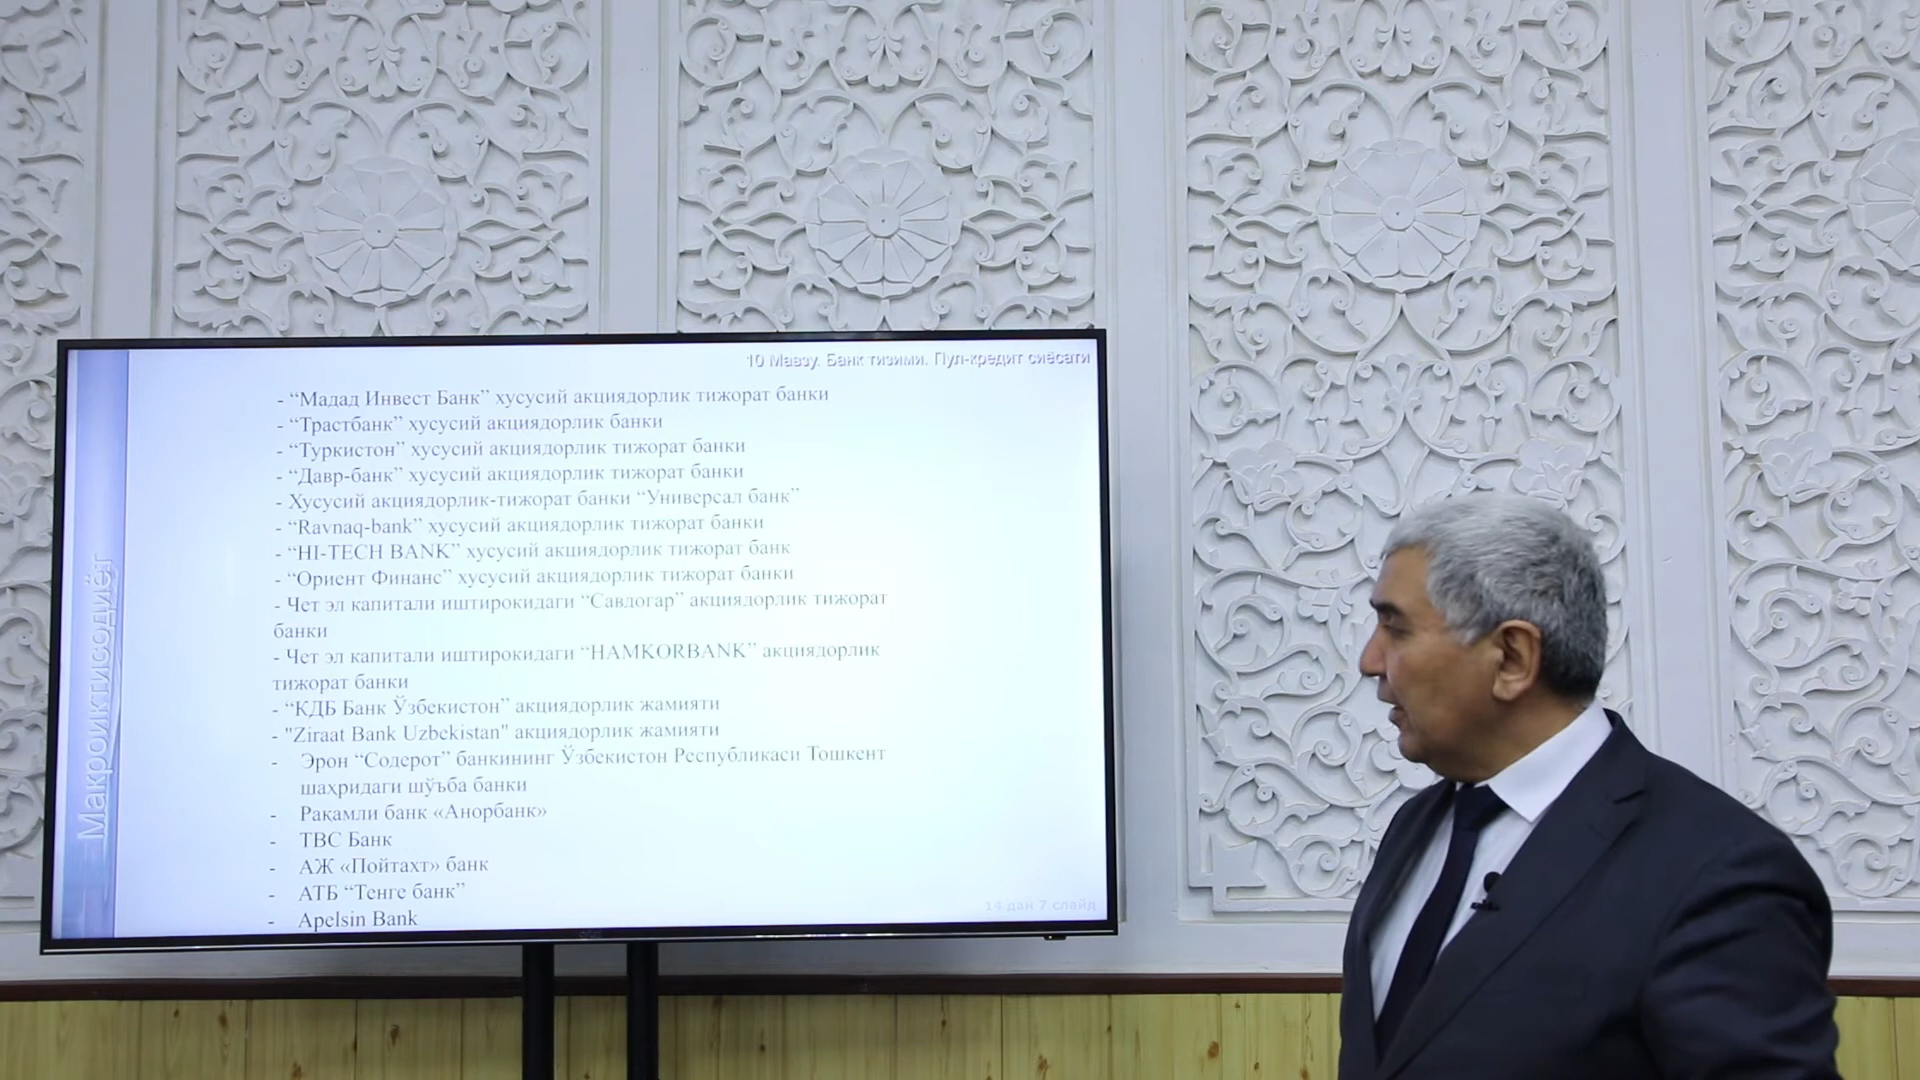 10 Мавзу. Банк тизими. Пул-кредит сиёсати
- “Мадад Инвест Банк” хусусий акциядорлик тижорат банки
- “Трастбанк” хусусий акциядорлик банки
- “Туркистон” хусусий акциядорлик тижорат банки
- “Давр-банк” хусусий акциядорлик тижорат банки
- Хусусий акциядорлик-тижорат банки “Универсал банк”
- “Ravnaq-bank” хусусий акциядорлик тижорат банки
- “HI-TECH BANK” хусусий акциядорлик тижорат банк
- “Ориент Финанс” хусусий акциядорлик тижорат банки
- Чет эл капитали иштирокидаги “Савдогар” акциядорлик тижорат
банки
- Чет эл капитали иштирокидаги “HAMKORBANK” акциядорлик
тижорат банки
- “КДБ Банк Ўзбекистон” акциядорлик жамияти
- "Ziraat Bank Uzbekistan" акциядорлик жамияти
- Эрон “Содерот” банкининг Ўзбекистон Республикаси Тошкент
шаҳридаги шўъба банки
- Рақамли банк «Анорбанк»
- ТВС Банк
- АЖ «Пойтахт» банк
- АТБ “Тенге банк”
- Apelsin Bank
14 дан 7 слайд
Макроиқтисодиёт